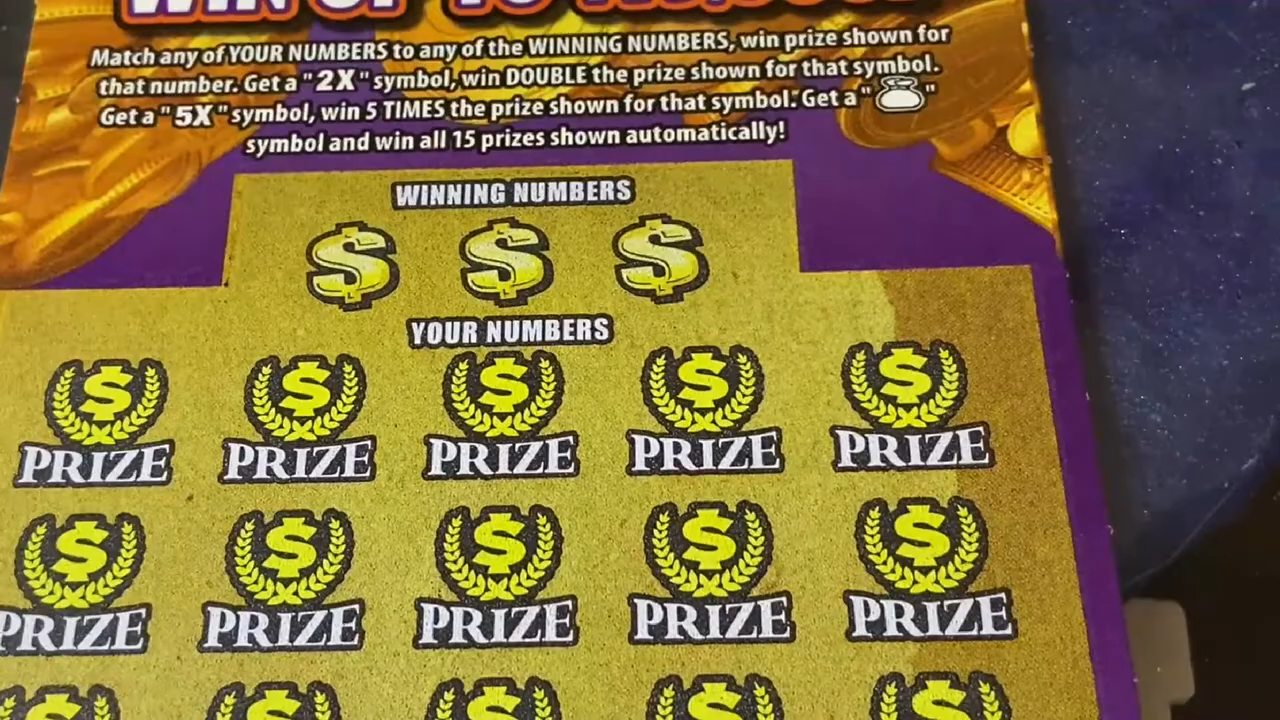 WIN UP TO
Match any of YOUR NUMBERS to any of the WINNING NUMBERS, win prize shown for
that number. Get a "2X" symbol, win DOUBLE the prize shown for that symbol.
Get a "5X" symbol, win 5 TIMES the prize shown for that symbol. Get a " "
symbol and win all 15 prizes shown automatically!
WINNING NUMBERS
$ $ $
YOUR NUMBERS
$ $ $ $ $
PRIZE PRIZE PRIZE PRIZE PRIZE
$ $ $ $ $
PRIZE PRIZE PRIZE PRIZE PRIZE
$ $ $ $ $